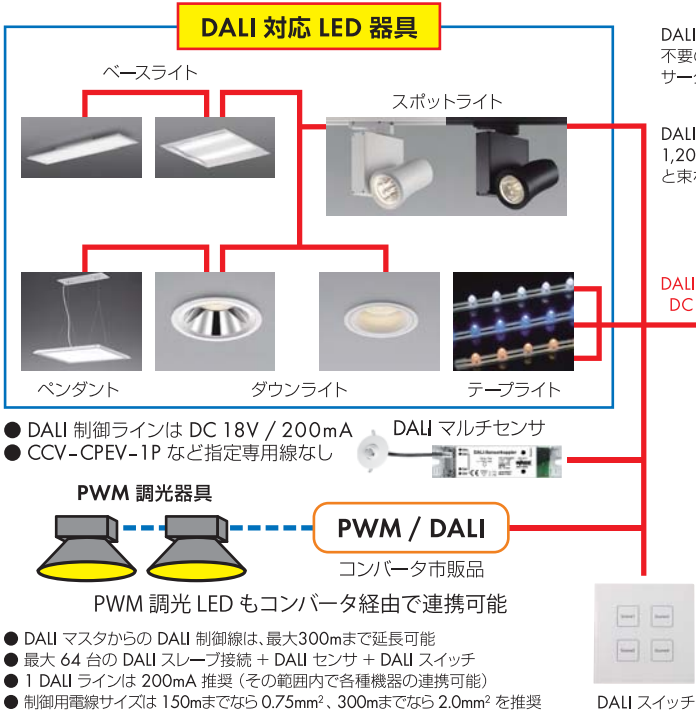 DALI 対応 LED 器具
ベースライト
スポットライト
ペンダント
ダウンライト
テープライト
DALI
不要の
DALI
1,20
DALI
DC
● DALI 制御ラインは DC 18V / 200mA
● CCV-CPEV-1P など指定専用線なし
DALI マルチセンサ
PWM 調光器具
PWM / DALI
コンバータ市販品
PWM 調光 LED もコンバータ経由で連携可能
● DALI マスタからの DALI 制御線は、最大300mまで延長可能
● 最大 64 台の DALI スレーブ接続 + DALI センサ + DALI スイッチ
● 1 DALI ラインは 200mA 推奨（その範囲内で各種機器の連携可能）
● 制御用電線サイズは 150mまでなら 0.75mm²、300mまでなら 2.0mm² を推奨
DALI スイッチ